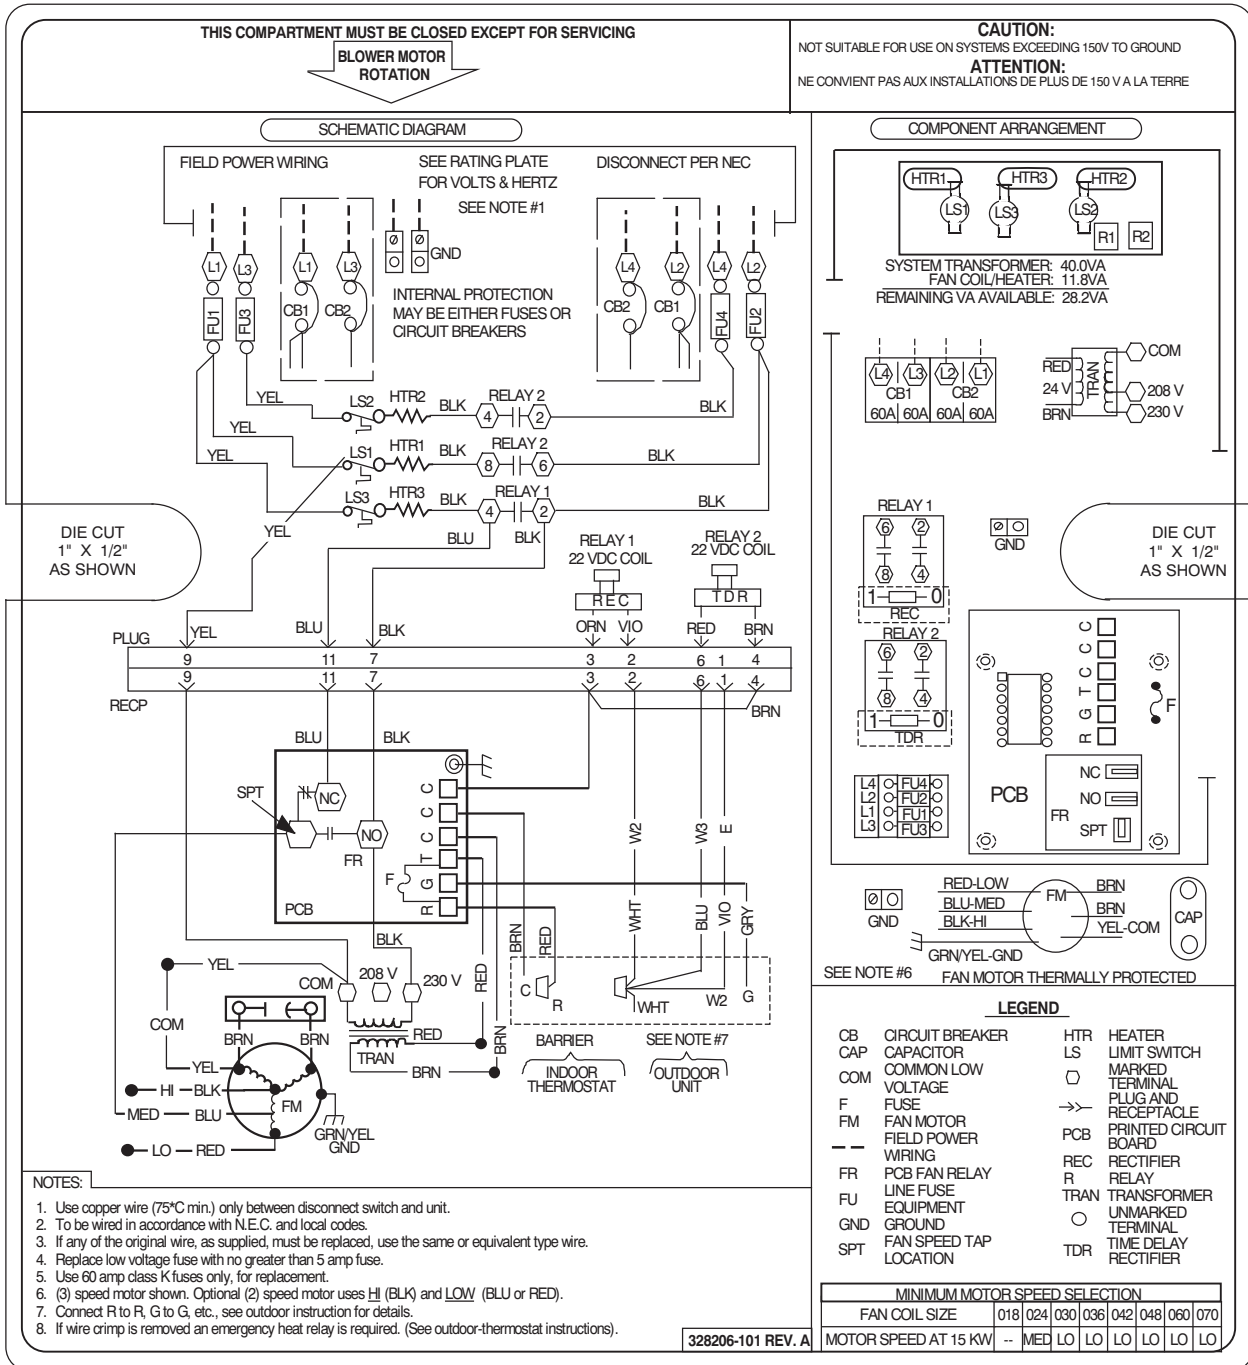 THIS COMPARTMENT MUST BE CLOSED EXCEPT FOR SERVICING
BLOWER MOTOR
ROTATION
CAUTION:
NOT SUITABLE FOR USE ON SYSTEMS EXCEEDING 150V TO GROUND
ATTENTION:
NE CONVIENT PAS AUX INSTALLATIONS DE PLUS DE 150 V A LA TERRE
SCHEMATIC DIAGRAM
FIELD POWER WIRING
SEE RATING PLATE
FOR VOLTS & HERTZ
SEE NOTE #1
DISCONNECT PER NEC
L1 L3 L1 L3 GND L4 L2 L4 L2
FU1 FU3 CB1 CB2
INTERNAL PROTECTION
MAY BE EITHER FUSES OR
CIRCUIT BREAKERS
CB2 CB1 FU4 FU2
YEL LS2 HTR2 BLK 4 RELAY 2 2 BLK
YEL LS1 HTR1 BLK 8 RELAY 2 6 BLK
YEL LS3 HTR3 BLK 4 RELAY 1 2 BLK
YEL BLU BLK
RELAY 1
22 VDC COIL
REC
ORN VIO
RELAY 2
22 VDC COIL
TDR
RED BRN
DIE CUT
1" X 1/2"
AS SHOWN
PLUG YEL BLU BLK
9 11 7 3 2 6 1 4
9 11 7 3 2 6 1 4
RECP BRN
BLU BLK
SPT NC NO FR
C
C
C
T
G
R
F
PCB
BLK
W2 W3 E
WHT BLU VIO GRY
BRN RED
RED
BRN
C R WHT W2 G
YEL COM 208 V 230 V
COM BRN BRN
TRAN RED
BRN
YEL
HI BLK
MED BLU
LO RED
FM
GRN/YEL
GND
BARRIER
INDOOR
THERMOSTAT
SEE NOTE #7
OUTDOOR
UNIT
NOTES:
1. Use copper wire (75*C min.) only between disconnect switch and unit.
2. To be wired in accordance with N.E.C. and local codes.
3. If any of the original wire, as supplied, must be replaced, use the same or equivalent type wire.
4. Replace low voltage fuse with no greater than 5 amp fuse.
5. Use 60 amp class K fuses only, for replacement.
6. (3) speed motor shown. Optional (2) speed motor uses HI (BLK) and LOW (BLU or RED).
7. Connect R to R, G to G, etc., see outdoor instruction for details.
8. If wire crimp is removed an emergency heat relay is required. (See outdoor-thermostat instructions).
328206-101 REV. A
COMPONENT ARRANGEMENT
HTR1 HTR3 HTR2
LS1 LS3 LS2
R1 R2
SYSTEM TRANSFORMER: 40.0VA
FAN COIL/HEATER: 11.8VA
REMAINING VA AVAILABLE: 28.2VA
L4 L3 L2 L1
CB1 CB2
60A 60A 60A 60A
RED
24 V
BRN
TRAN
COM
208 V
230 V
RELAY 1
6 2
8 4
1 0
REC
GND
DIE CUT
1" X 1/2"
AS SHOWN
RELAY 2
6 2
8 4
1 0
TDR
C
C
C
T
G
R
F
PCB
NC
NO
FR
SPT
L4 FU4
L2 FU2
L1 FU1
L3 FU3
GND
RED-LOW
BLU-MED
BLK-HI
GRN/YEL-GND
FM
BRN
BRN
YEL-COM
CAP
SEE NOTE #6
FAN MOTOR THERMALLY PROTECTED
LEGEND
CB CIRCUIT BREAKER
CAP CAPACITOR
COM COMMON LOW
VOLTAGE
F FUSE
FM FAN MOTOR
FIELD POWER
WIRING
FR PCB FAN RELAY
FU LINE FUSE
EQUIPMENT
GND GROUND
SPT FAN SPEED TAP
LOCATION
HTR HEATER
LS LIMIT SWITCH
MARKED
TERMINAL
PLUG AND
RECEPTACLE
PCB PRINTED CIRCUIT
BOARD
REC RECTIFIER
R RELAY
TRAN TRANSFORMER
UNMARKED
TERMINAL
TDR TIME DELAY
RECTIFIER
MINIMUM MOTOR SPEED SELECTION
FAN COIL SIZE 018 024 030 036 042 048 060 070
MOTOR SPEED AT 15 KW -- MED LO LO LO LO LO LO